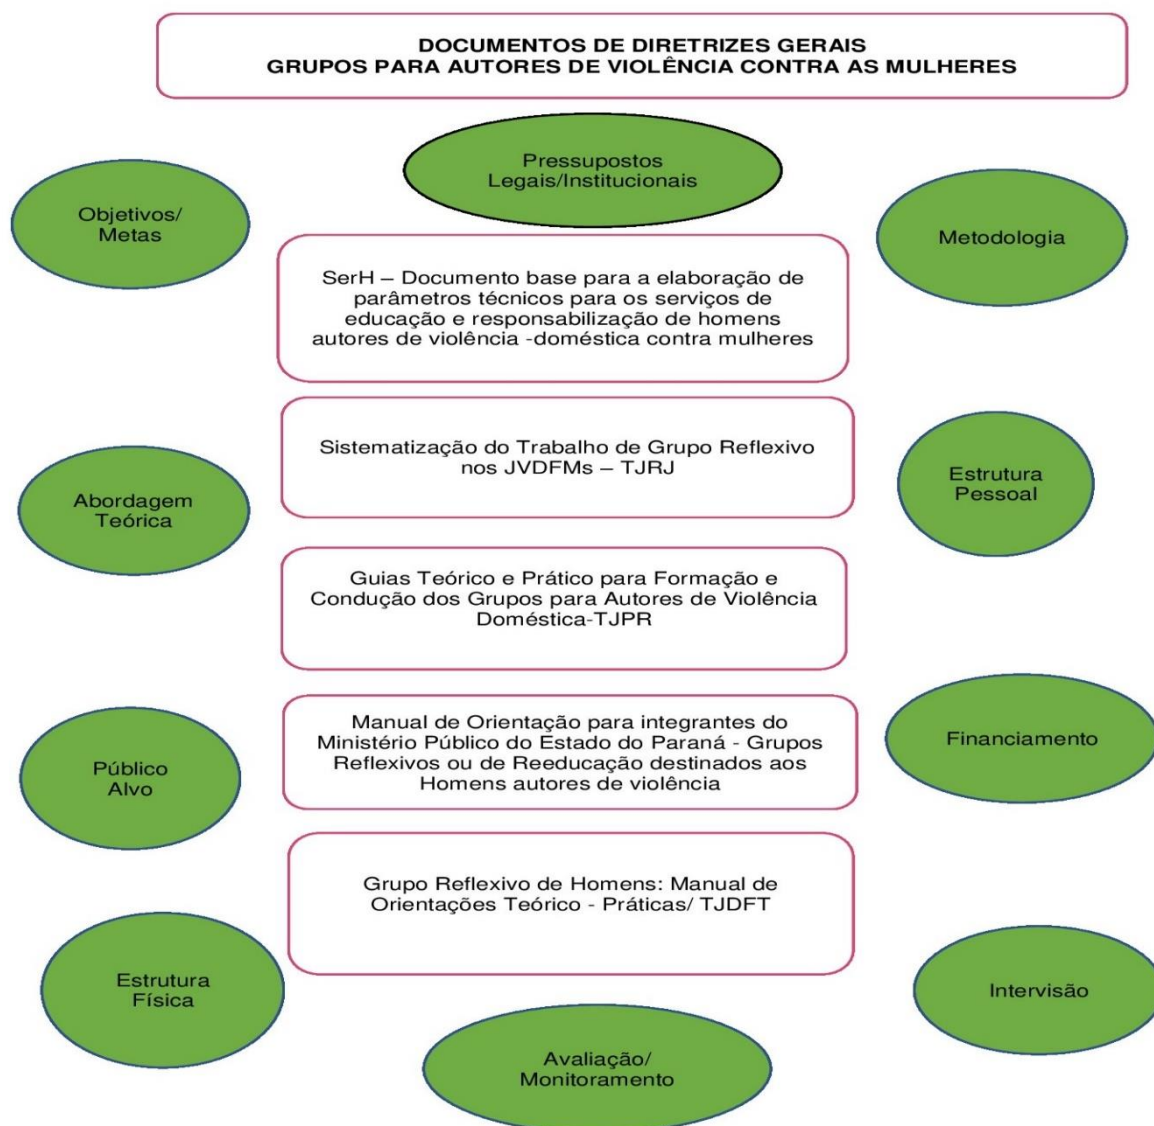 DOCUMENTOS DE DIRETRIZES GERAIS
GRUPOS PARA AUTORES DE VIOLÊNCIA CONTRA AS MULHERES
Pressupostos
Legais/Institucionais
Objetivos/
Metas
Metodologia
SerH – Documento base para a elaboração de
parâmetros técnicos para os serviços de
educação e responsabilização de homens
autores de violência -doméstica contra mulheres
Sistematização do Trabalho de Grupo Reflexivo
nos JVDFMs – TJRJ
Abordagem
Teórica
Estrutura
Pessoal
Guias Teórico e Prático para Formação e
Condução dos Grupos para Autores de Violência
Doméstica-TJPR
Manual de Orientação para integrantes do
Ministério Público do Estado do Paraná - Grupos
Reflexivos ou de Reeducação destinados aos
Homens autores de violência
Público
Alvo
Financiamento
Grupo Reflexivo de Homens: Manual de
Orientações Teórico - Práticas/ TJDFT
Estrutura
Física
Intervisão
Avaliação/
Monitoramento